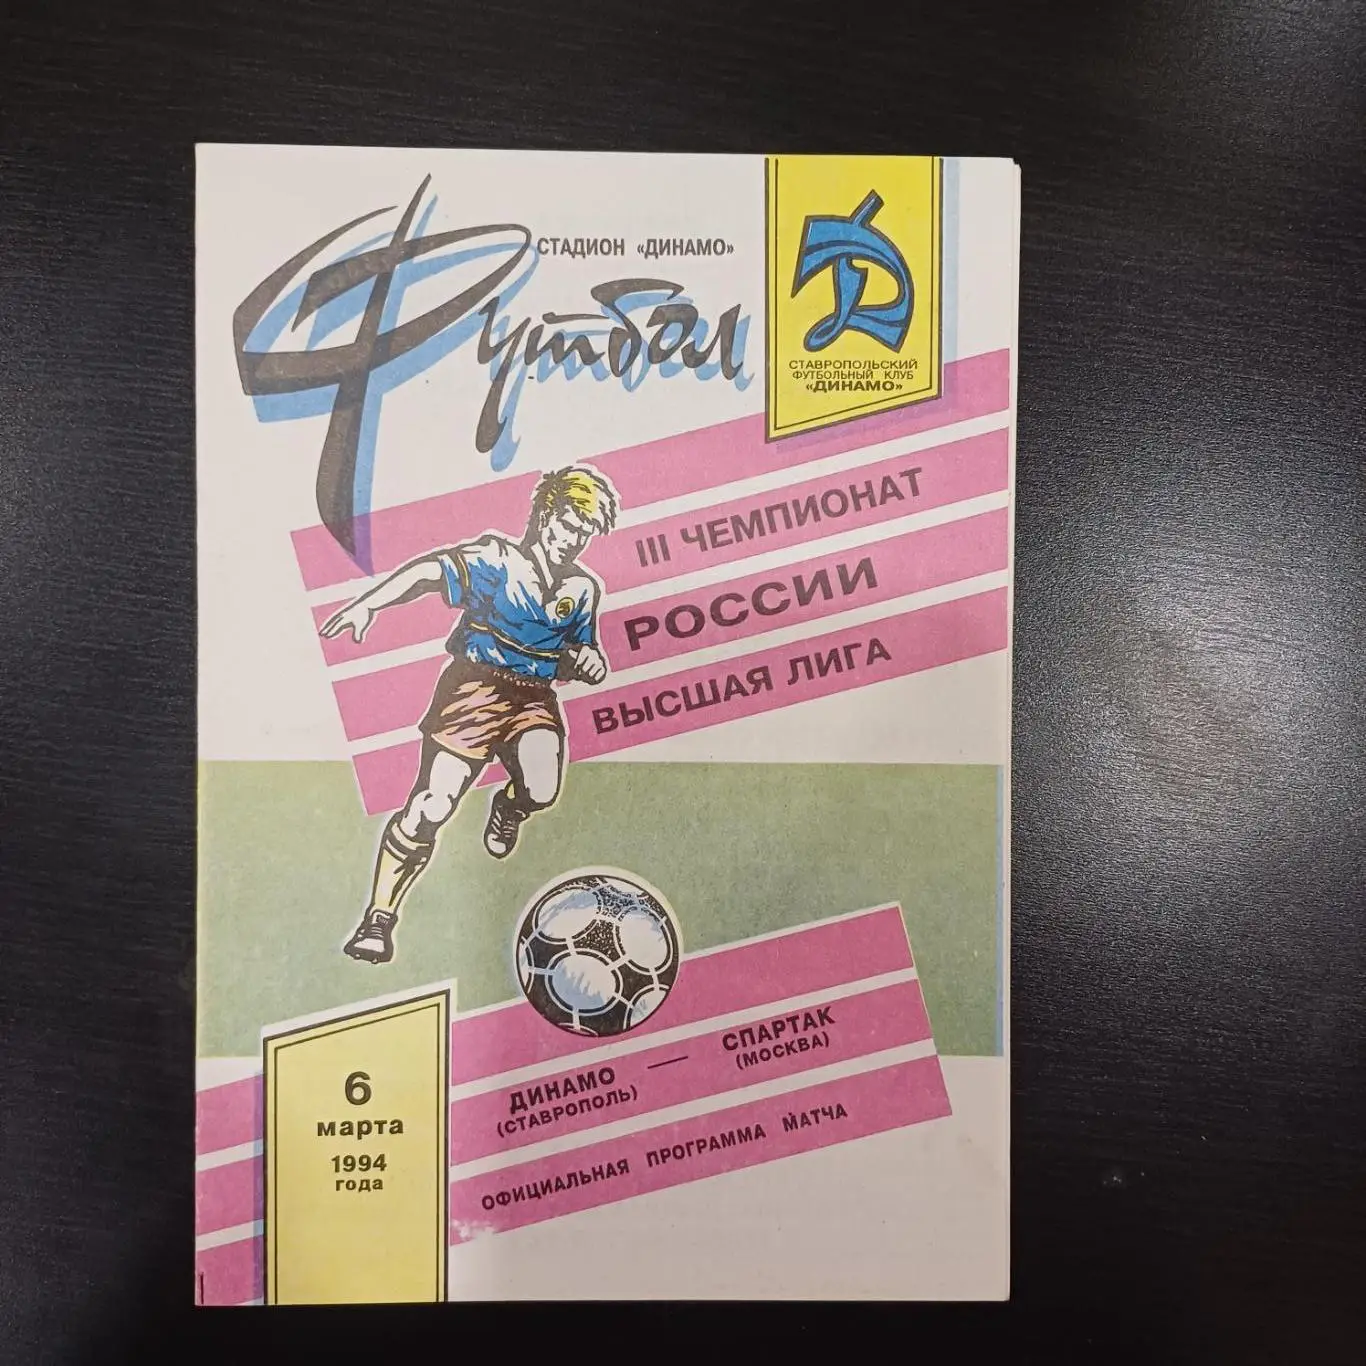 СТАДИОН «ДИНАМО»
Футбол
Д
СТАВРОПОЛЬСКИЙ
ФУТБОЛЬНЫЙ КЛУБ
«ДИНАМО»
III ЧЕМПИОНАТ
РОССИИ
ВЫСШАЯ ЛИГА
6
марта
1994
года
ДИНАМО — СПАРТАК
(СТАВРОПОЛЬ) (МОСКВА)
ОФИЦИАЛЬНАЯ ПРОГРАММА МАТЧА